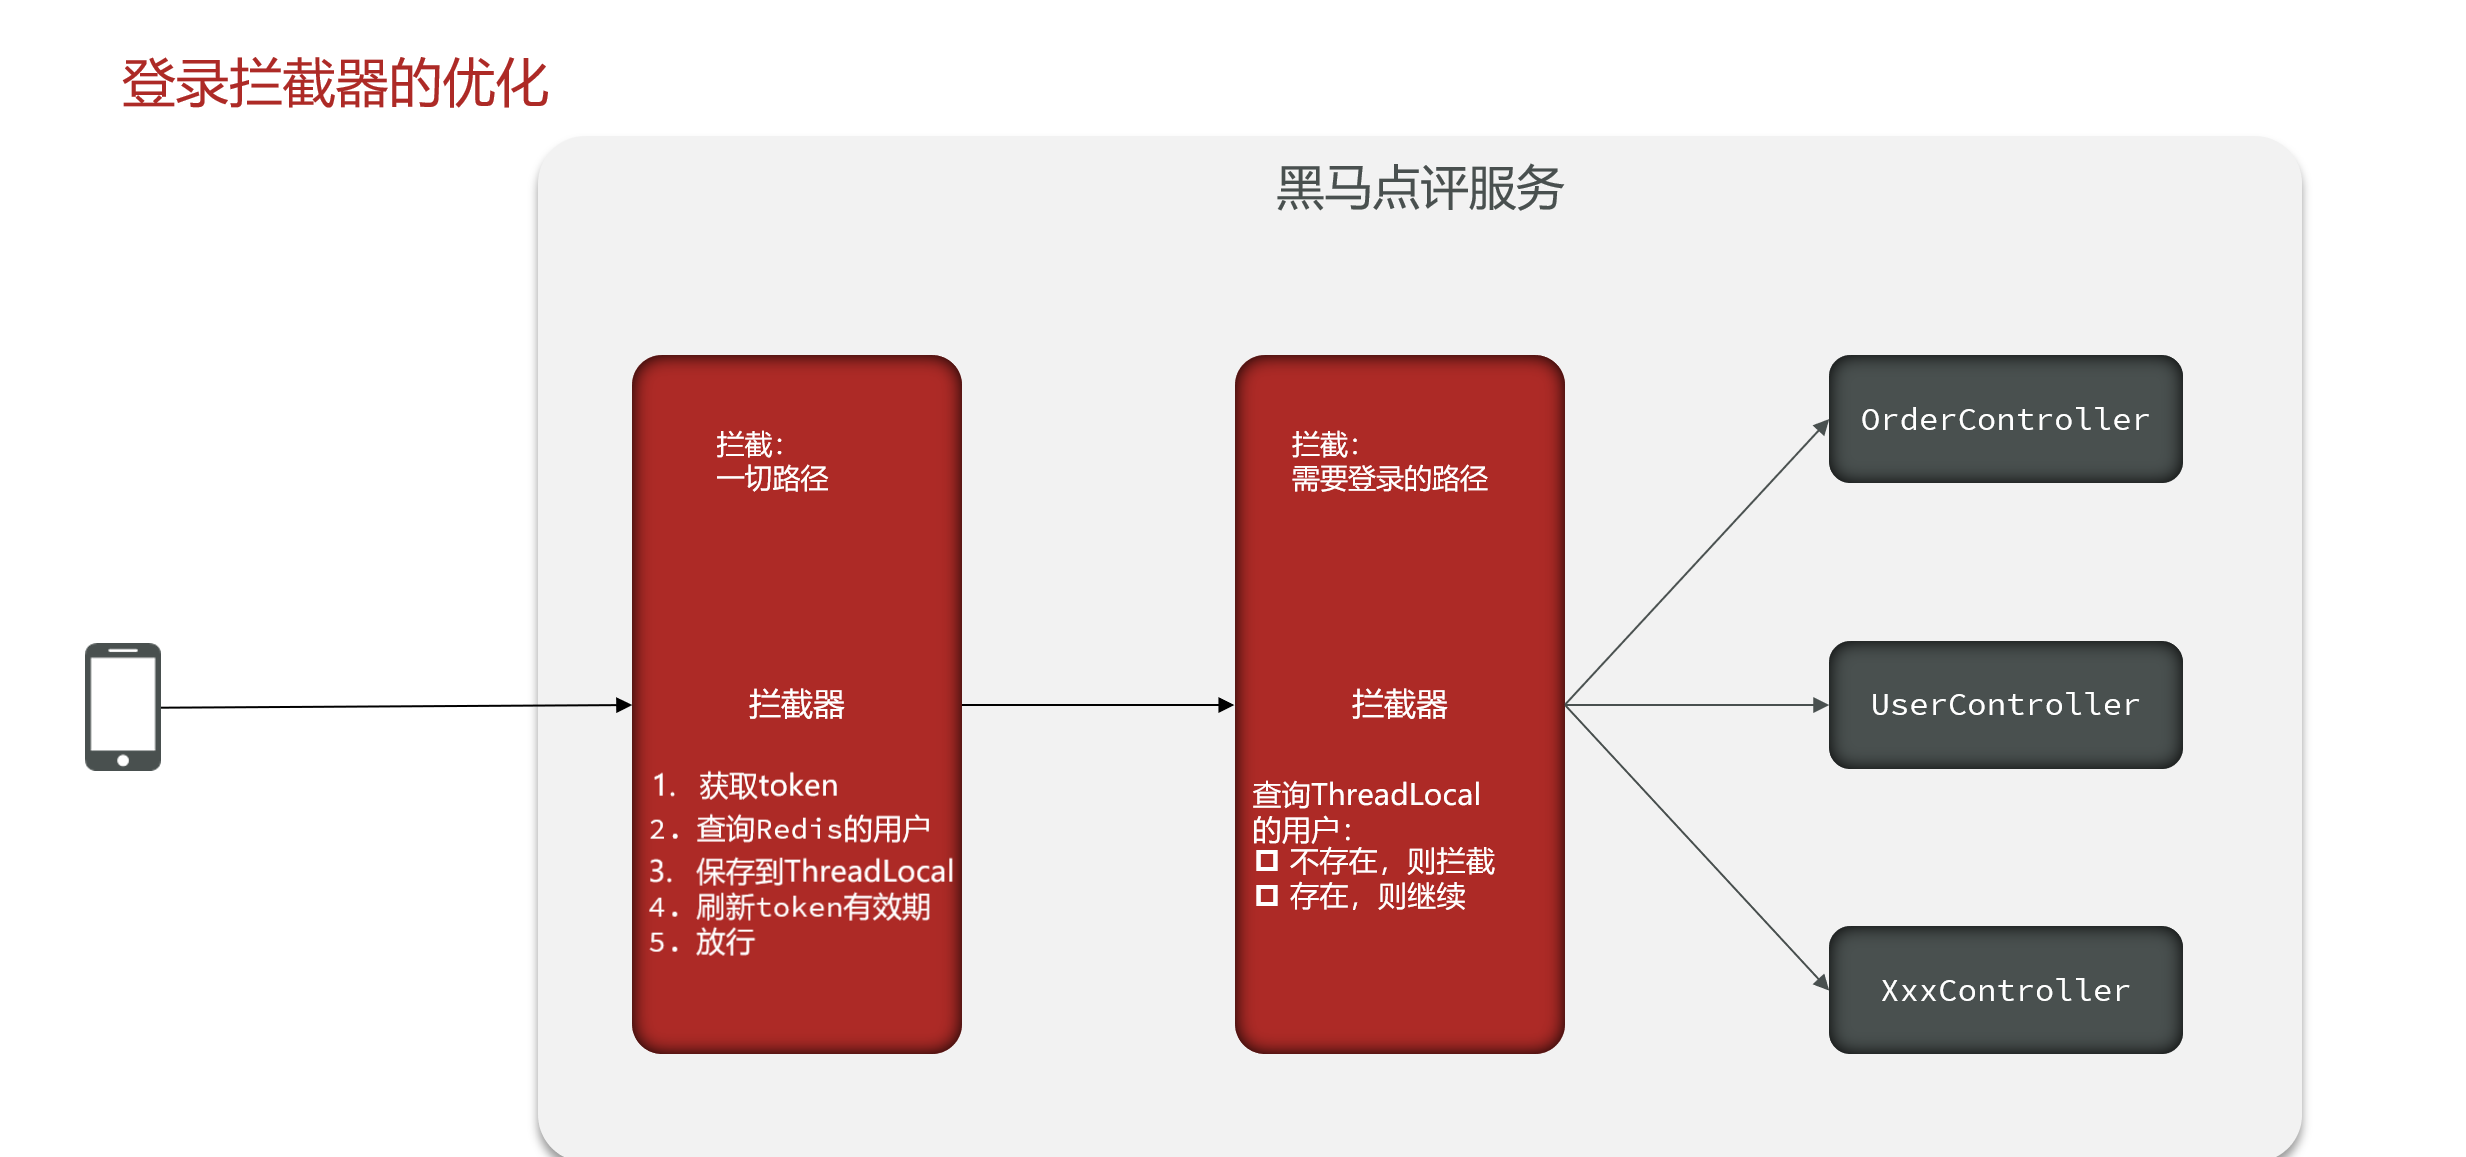 登录拦截器的优化
黑马点评服务
拦截：
一切路径
拦截器
1. 获取token
2. 查询Redis的用户
3. 保存到ThreadLocal
4. 刷新token有效期
5. 放行
拦截：
需要登录的路径
拦截器
查询ThreadLocal
的用户：
不存在，则拦截
存在，则继续
OrderController
UserController
XxxController